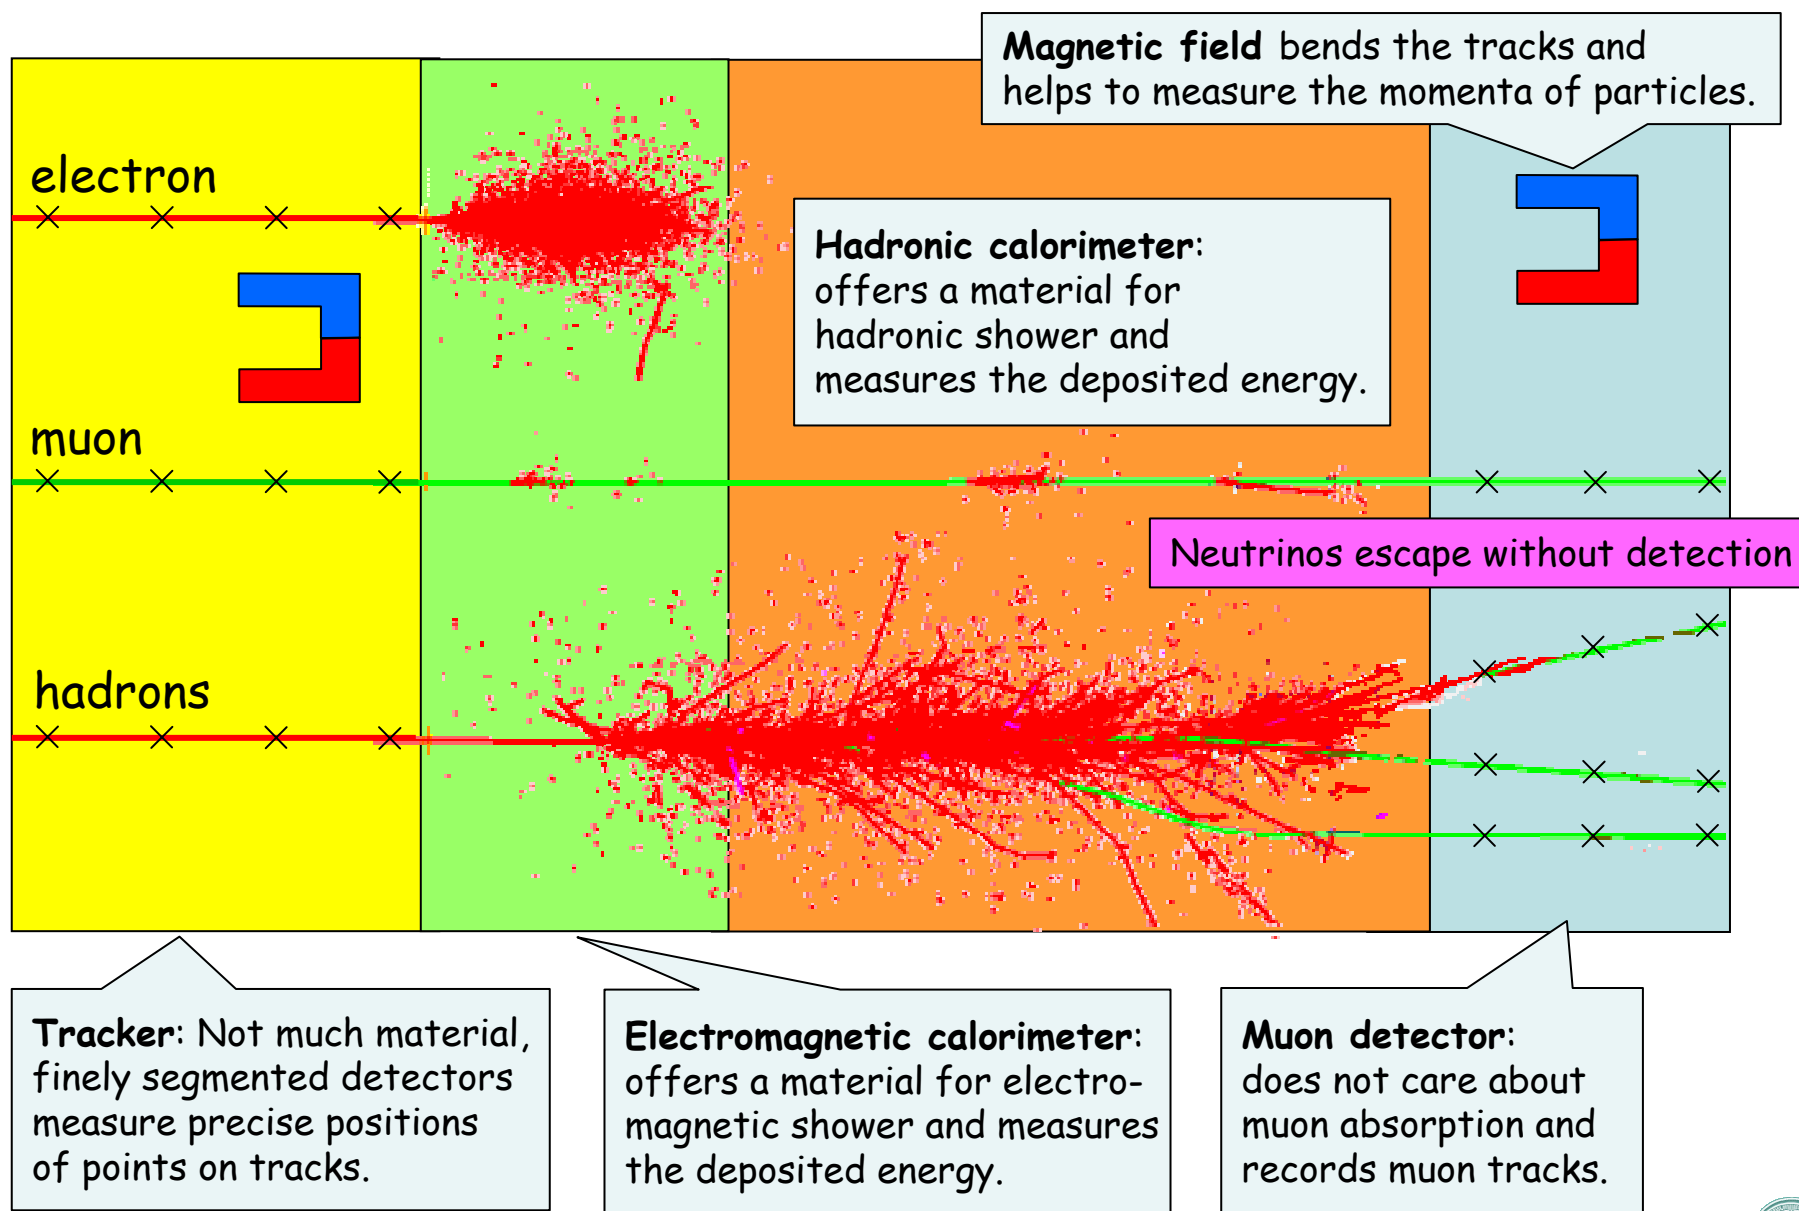 Magnetic field bends the tracks and
helps to measure the momenta of particles.
electron
Hadronic calorimeter:
offers a material for
hadronic shower and
measures the deposited energy.
muon
Neutrinos escape without detection
hadrons
Tracker: Not much material,
finely segmented detectors
measure precise positions
of points on tracks.
Electromagnetic calorimeter:
offers a material for electro-
magnetic shower and measures
the deposited energy.
Muon detector:
does not care about
muon absorption and
records muon tracks.